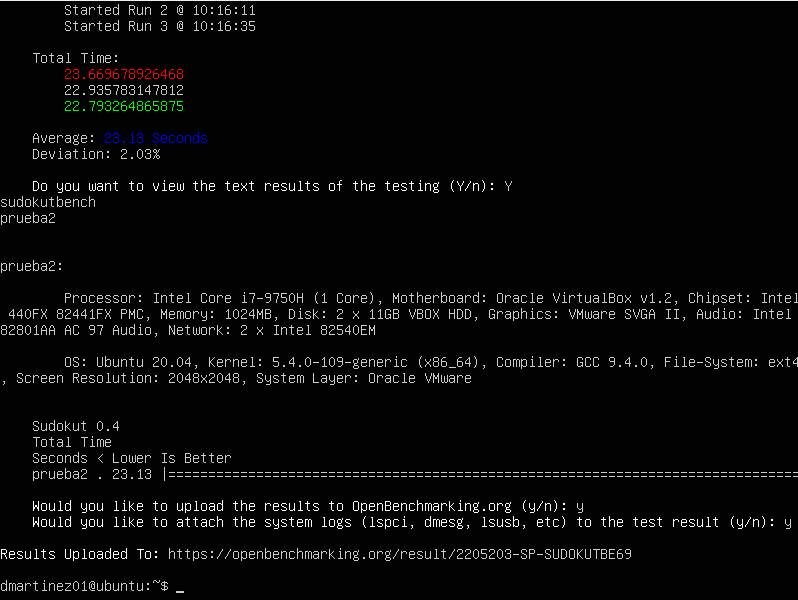 Started Run 2 @ 10:16:11
Started Run 3 @ 10:16:35
Total Time:
23.669678926468
22.935783147812
22.793264865875
Average: 23.13 Seconds
Deviation: 2.03%
Do you want to view the text results of the testing (Y/n): Y
sudokutbench
prueba2
prueba2:
Processor: Intel Core i7-9750H (1 Core), Motherboard: Oracle VirtualBox v1.2, Chipset: Intel
440FX 82441FX PMC, Memory: 1024MB, Disk: 2 x 11GB VBOX HDD, Graphics: VMware SVGA II, Audio: Intel
82801AA AC 97 Audio, Network: 2 x Intel 82540EM
OS: Ubuntu 20.04, Kernel: 5.4.0-109-generic (x86_64), Compiler: GCC 9.4.0, File-System: ext4
, Screen Resolution: 2048x2048, System Layer: Oracle VMware
Sudokut 0.4
Total Time
Seconds < Lower Is Better
prueba2 . 23.13 |===============================================================================
Would you like to upload the results to OpenBenchmarking.org (y/n): y
Would you like to attach the system logs (lspci, dmesg, lsusb, etc) to the test result (y/n): y
Results Uploaded To: https://openbenchmarking.org/result/2205203-SP-SUDOKUTBE69
dmartinez01@ubuntu:~$ _